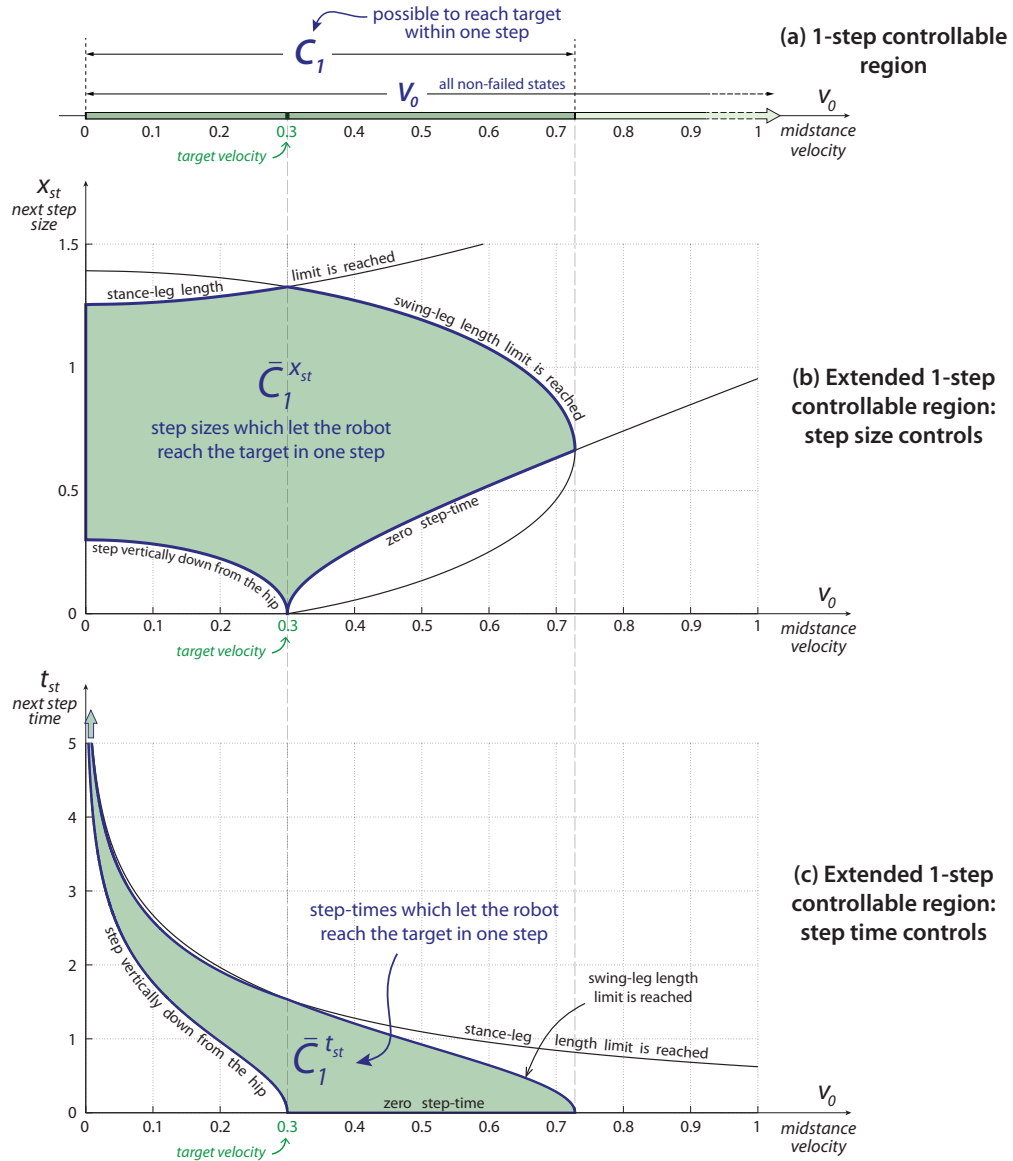 possible to reach target
within one step
C1
(a) 1-step controllable
region
V0 all non-failed states
V0
0 0.1 0.2 0.3 0.4 0.5 0.6 0.7 0.8 0.9 1
midstance
velocity
target velocity
xst
next step
size
1.5
limit is reached
stance-leg length
swing-leg length limit is reached
C̄1 xst
1
(b) Extended 1-step
controllable region:
step size controls
step sizes which let the robot
reach the target in one step
0.5
zero step-time
step vertically down from the hip
0
V0
0 0.1 0.2 0.3 0.4 0.5 0.6 0.7 0.8 0.9 1
midstance
velocity
target velocity
tst
next step
time
5
4
3
(c) Extended 1-step
controllable region:
step time controls
step-times which let the robot
reach the target in one step
2
step vertically down from the hip
swing-leg length
limit is reached
1
stance-leg length limit is reached
C̄1 tst
zero step-time
0
V0
0 0.1 0.2 0.3 0.4 0.5 0.6 0.7 0.8 0.9 1
midstance
velocity
target velocity